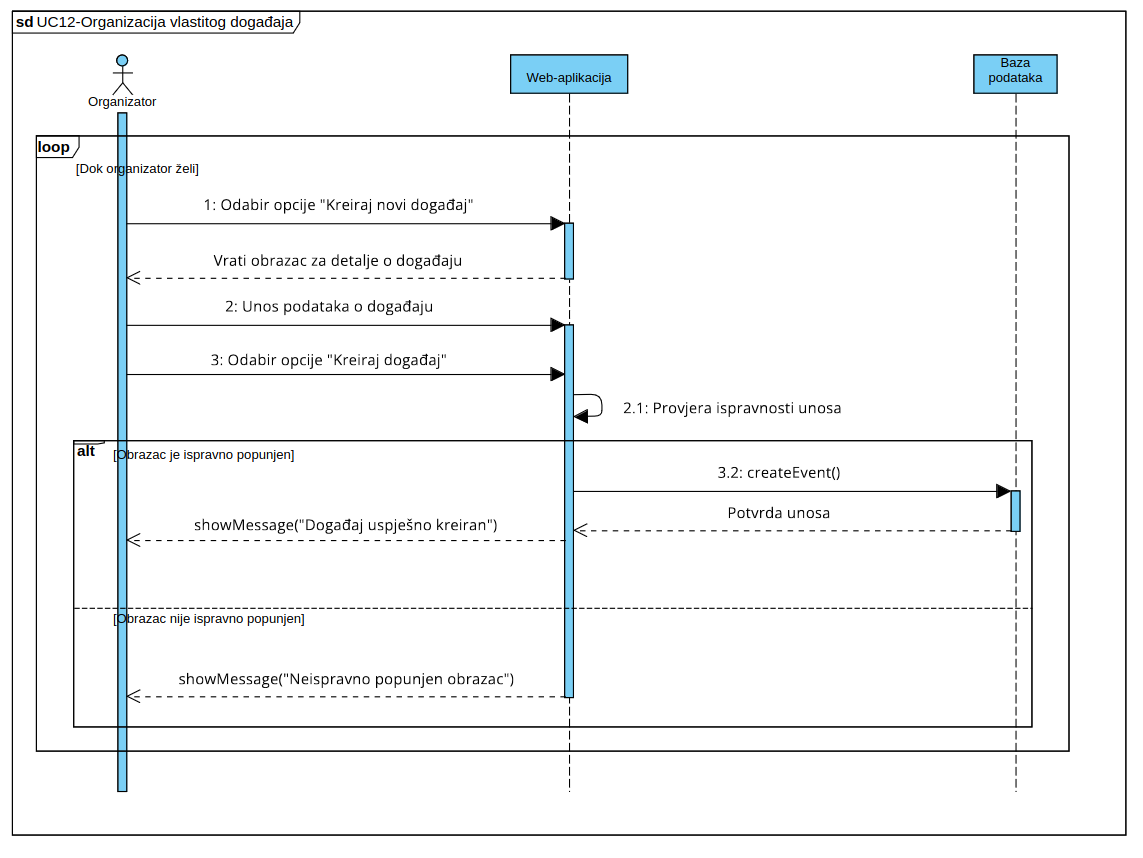 sd UC12-Organizacija vlastitog događaja
Organizator
Web-aplikacija
Baza
podataka
loop
[Dok organizator želi]
1: Odabir opcije "Kreiraj novi događaj"
Vrati obrazac za detalje o događaju
2: Unos podataka o događaju
3: Odabir opcije "Kreiraj događaj"
2.1: Provjera ispravnosti unosa
alt
[Obrazac je ispravno popunjen]
3.2: createEvent()
Potvrda unosa
showMessage("Događaj uspješno kreiran")
[Obrazac nije ispravno popunjen]
showMessage("Neispravno popunjen obrazac")